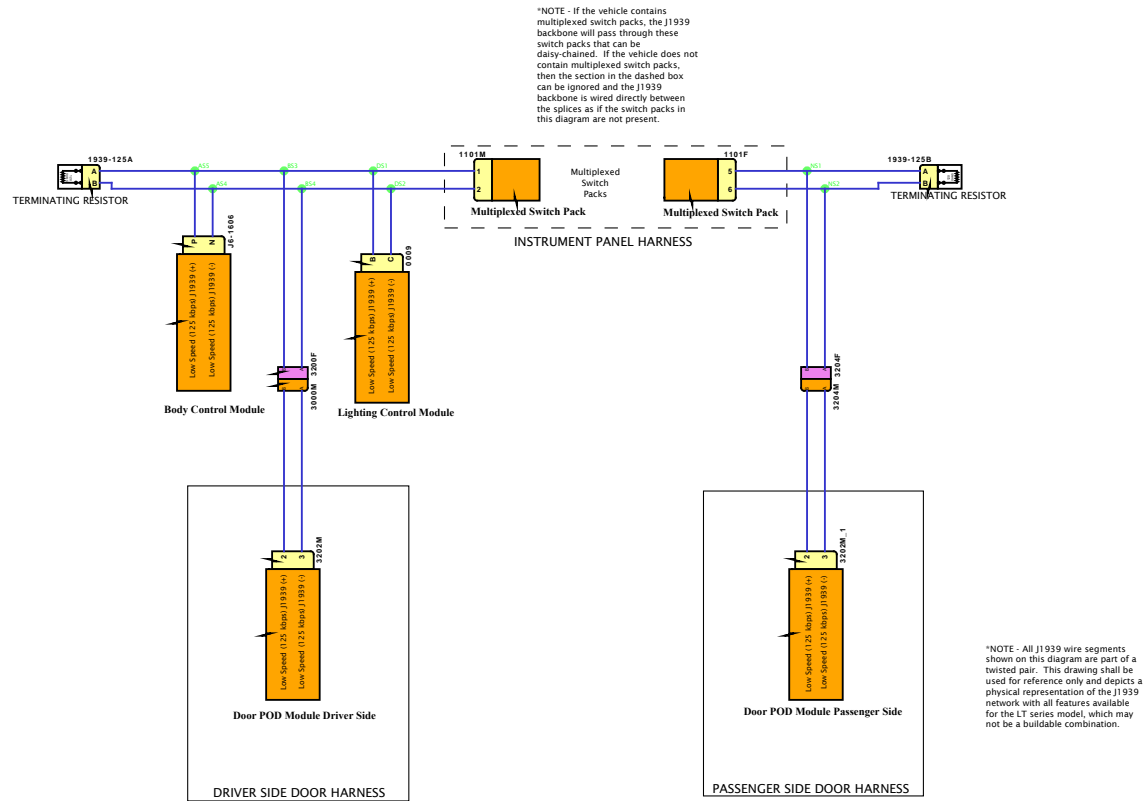 *NOTE - If the vehicle contains
multiplexed switch packs, the J1939
backbone will pass through these
switch packs that can be
daisy-chained. If the vehicle does not
contain multiplexed switch packs,
then the section in the dashed box
can be ignored and the J1939
backbone is wired directly between
the splices as if the switch packs in
this diagram are not present.
1939-125A
A
B
TERMINATING RESISTOR
BS3
DS1
DS2
1101M
1
2
Multiplexed Switch Pack
Multiplexed
Switch
Packs
1101F
5
6
Multiplexed Switch Pack
INSTRUMENT PANEL HARNESS
NS1
NS2
1939-125B
A
B
TERMINATING RESISTOR
P
N
J6-1606
Low Speed (125 kbps) J1939 (+)
Low Speed (125 kbps) J1939 (-)
Body Control Module
B
C
0009
Low Speed (125 kbps) J1939 (+)
Low Speed (125 kbps) J1939 (-)
Lighting Control Module
3200F
3000M
3204F
3204M
2
3
3202M
Low Speed (125 kbps) J1939 (+)
Low Speed (125 kbps) J1939 (-)
Door POD Module Driver Side
DRIVER SIDE DOOR HARNESS
2
3
3202M_1
Low Speed (125 kbps) J1939 (+)
Low Speed (125 kbps) J1939 (-)
Door POD Module Passenger Side
PASSENGER SIDE DOOR HARNESS
*NOTE - All J1939 wire segments
shown on this diagram are part of a
twisted pair. This drawing shall be
used for reference only and depicts a
physical representation of the J1939
network with all features available
for the LT series model, which may
not be a buildable combination.